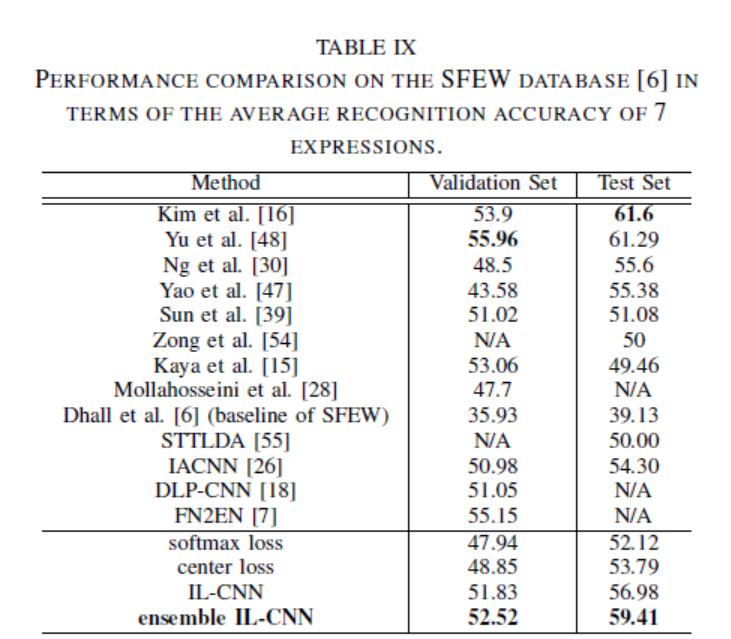 TABLE IX
PERFORMANCE COMPARISON ON THE SFEW DATABASE [6] IN
TERMS OF THE AVERAGE RECOGNITION ACCURACY OF 7
EXPRESSIONS.
Method Validation Set Test Set
Kim et al. [16] 53.9 61.6
Yu et al. [48] 55.96 61.29
Ng et al. [30] 48.5 55.6
Yao et al. [47] 43.58 55.38
Sun et al. [39] 51.02 51.08
Zong et al. [54] N/A 50
Kaya et al. [15] 53.06 49.46
Mollahosseini et al. [28] 47.7 N/A
Dhall et al. [6] (baseline of SFEW) 35.93 39.13
STTLDA [55] N/A 50.00
IACNN [26] 50.98 54.30
DLP-CNN [18] 51.05 N/A
FN2EN [7] 55.15 N/A
softmax loss 47.94 52.12
center loss 48.85 53.79
IL-CNN 51.83 56.98
ensemble IL-CNN 52.52 59.41